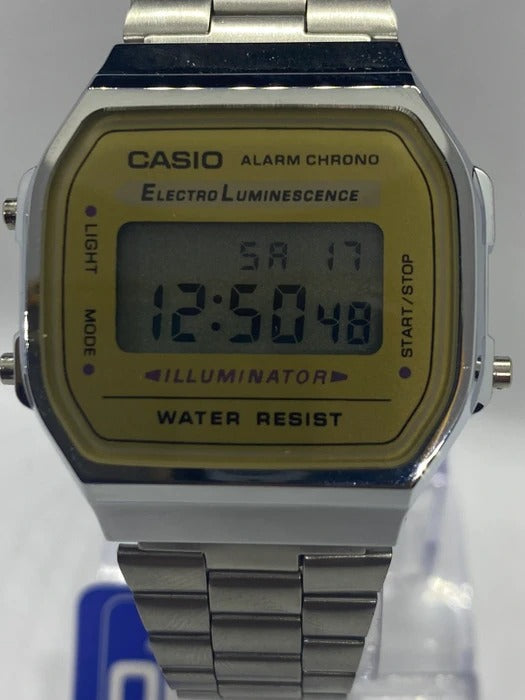 CASIO ALARM CHRONO
ELECTRO LUMINESCENCE
LIGHT
SA 17
12:50 48
MODE
START/STOP
ILLUMINATOR
WATER RESIST